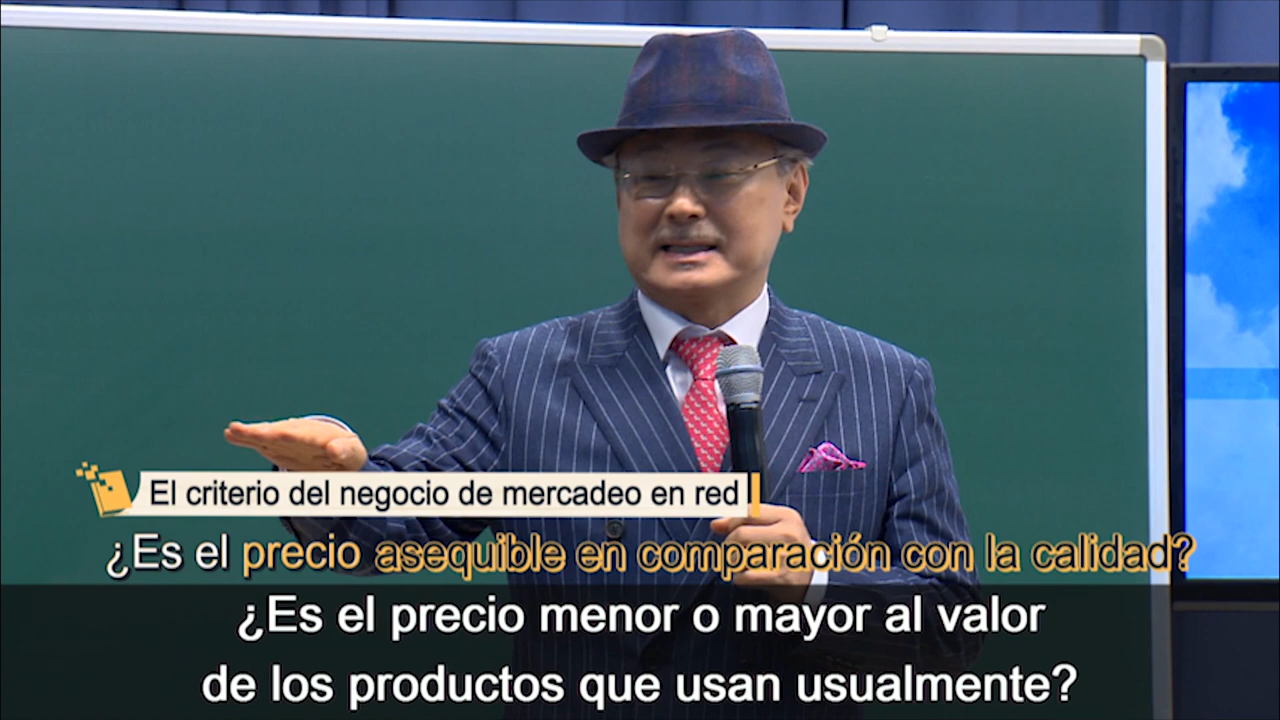 El criterio del negocio de mercadeo en red
¿Es el precio asequible en comparación con la calidad?
¿Es el precio menor o mayor al valor
de los productos que usan usualmente?